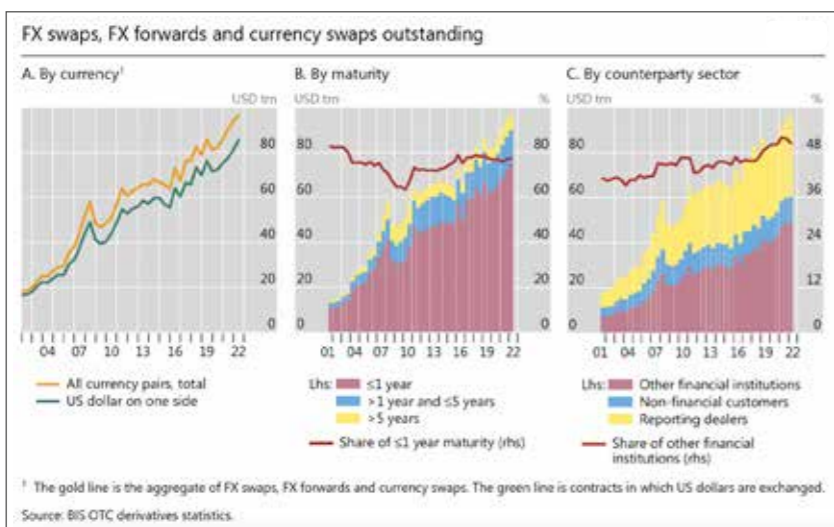 FX swaps, FX forwards and currency swaps outstanding
A. By currency¹
USD trn
80
60
40
20
0
04 07 10 13 16 19 22
All currency pairs, total
US dollar on one side
B. By maturity
USD trn %
80 80
60 60
40 40
20 20
0 0
01 04 07 10 13 16 19 22
Lhs: ≤1 year
>1 year and ≤5 years
>5 years
Share of ≤1 year maturity (rhs)
C. By counterparty sector
USD trn %
80 48
60 36
40 24
20 12
0 0
01 04 07 10 13 16 19 22
Lhs: Other financial institutions
Non-financial customers
Reporting dealers
Share of other financial
institutions (rhs)
¹ The gold line is the aggregate of FX swaps, FX forwards and currency swaps. The green line is contracts in which US dollars are exchanged.
Source: BIS OTC derivatives statistics.